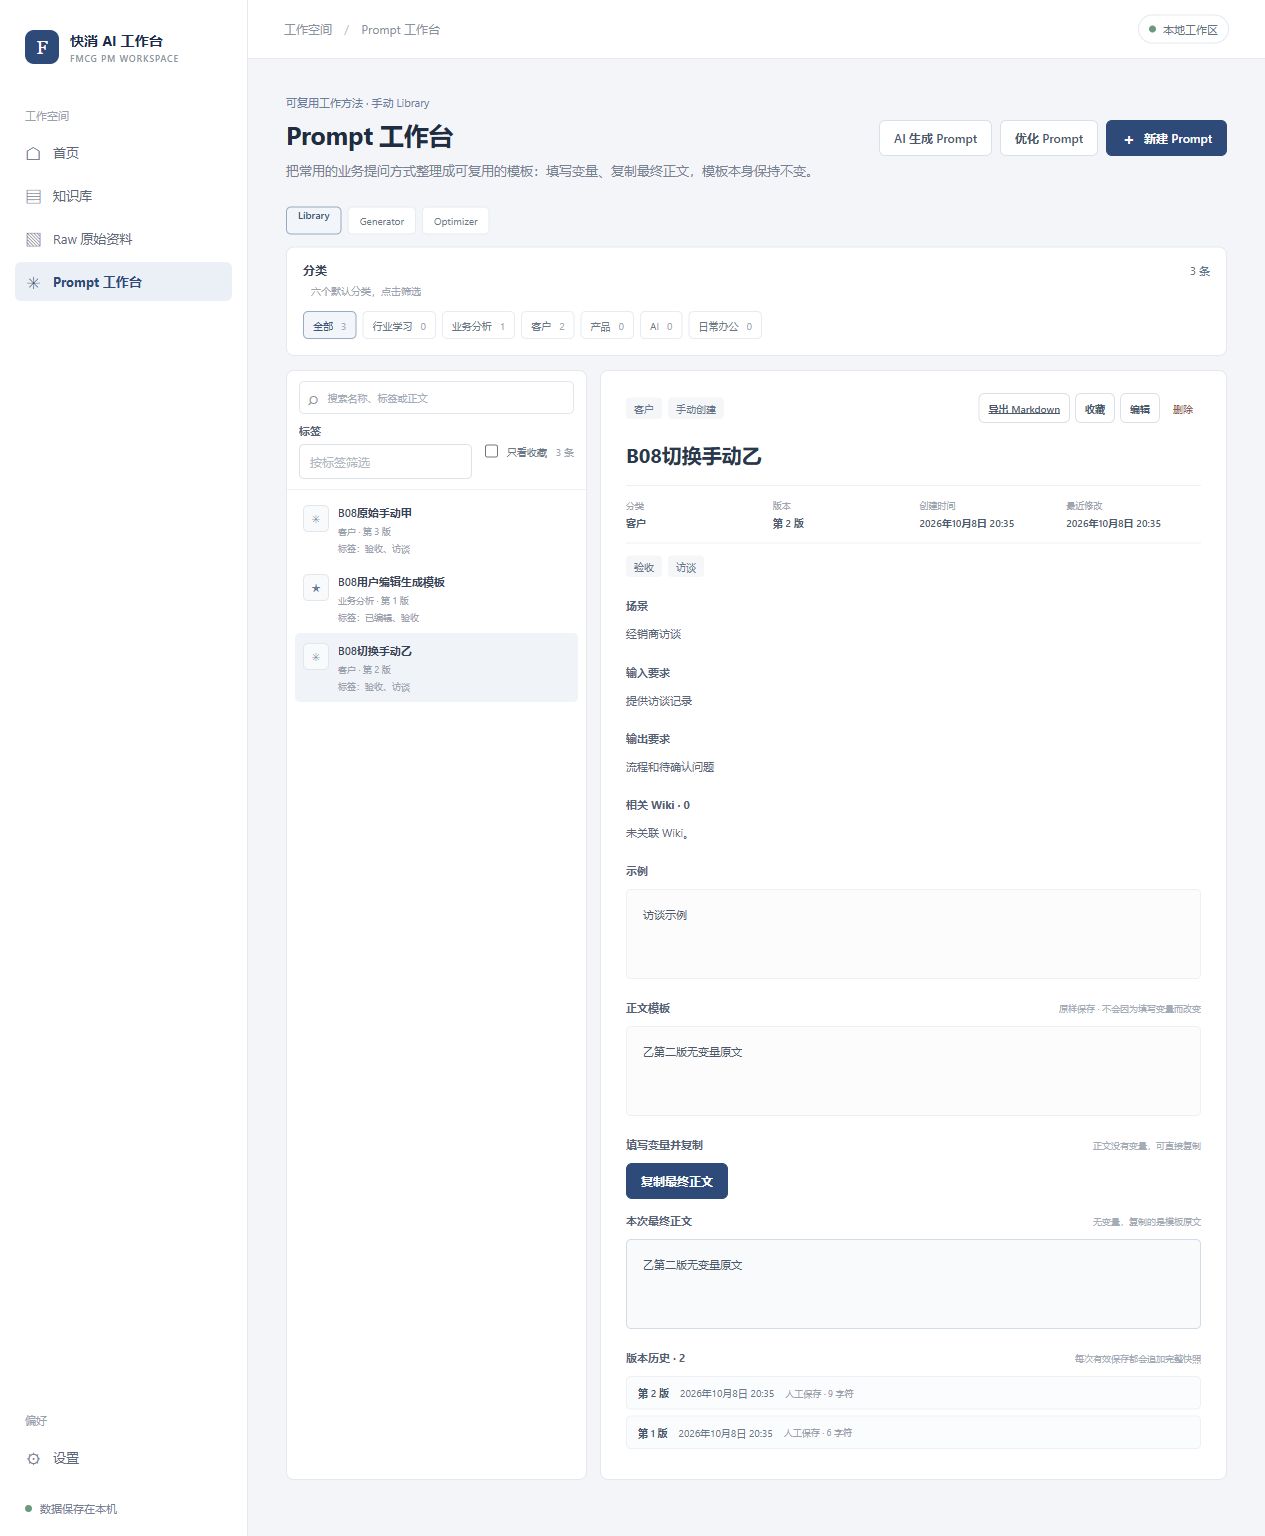 F
快消 AI 工作台
FMCG PM WORKSPACE
工作空间
首页
知识库
Raw 原始资料
Prompt 工作台
偏好
设置
数据保存在本机
工作空间 / Prompt 工作台
本地工作区
可复用工作方法 · 手动 Library
Prompt 工作台
把常用的业务提问方式整理成可复用的模板：填写变量、复制最终正文，模板本身保持不变。
AI 生成 Prompt
优化 Prompt
＋ 新建 Prompt
Library
Generator
Optimizer
分类
3 条
六个默认分类，点击筛选
全部 3
行业学习 0
业务分析 1
客户 2
产品 0
AI 0
日常办公 0
搜索名称、标签或正文
标签
按标签筛选
只看收藏
3 条
B08原始手动甲
客户 · 第 3 版
标签：验收、访谈
B08用户编辑生成模板
业务分析 · 第 1 版
标签：已编辑、验收
B08切换手动乙
客户 · 第 2 版
标签：验收、访谈
客户
手动创建
导出 Markdown
收藏
编辑
删除
B08切换手动乙
分类
客户
版本
第 2 版
创建时间
2026年10月8日 20:35
最近修改
2026年10月8日 20:35
验收
访谈
场景
经销商访谈
输入要求
提供访谈记录
输出要求
流程和待确认问题
相关 Wiki · 0
未关联 Wiki。
示例
访谈示例
正文模板
原样保存 · 不会因为填写变量而改变
乙第二版无变量原文
填写变量并复制
正文没有变量，可直接复制
复制最终正文
本次最终正文
无变量，复制的是模板原文
乙第二版无变量原文
版本历史 · 2
每次有效保存都会追加完整快照
第 2 版 2026年10月8日 20:35 人工保存 · 9 字符
第 1 版 2026年10月8日 20:35 人工保存 · 6 字符